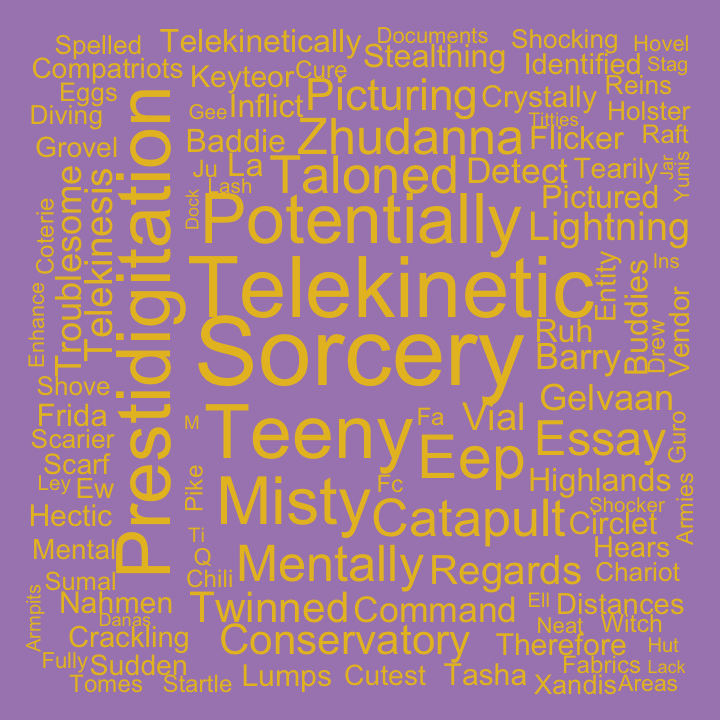 Spelled
Telekinetically
Documents
Shocking
Hovel
Compatriots
Keyteor
Cure
Stealthing
Identified
Stag
Eggs
Gee
Inflict
Picturing
Crystally
Reins
Diving
Titties
Holster
Grovel
Baddie
Zhudanna
Flicker
Raft
Ju
La
Taloned
Detect
Tearily
Jar
Yunis
Lash
Dock
Prestidigitation
Troublesome
Telekinesis
Coterie
Potentially
Pictured
Lightning
Telekinetic
Entity
Ins
Enhance
Sorcery
Ruh
Buddies
Drew
Vendor
Barry
Shove
Gelvaan
Frida
M
Teeny
Fa
Vial
Essay
Guro
Scarier
Scarf
Eep
Ley
Ew
Pike
Misty
Fc
Highlands
Armies
Hectic
Catapult
Shocker
Circlet
Mental
Ti
Q
Hears
Sumal
Chili
Mentally
Regards
Chariot
Armpits
Nahmen
Twinned
Command
Ell
Distances
Danas
Neat
Witch
Crackling
Conservatory
Therefore
Hut
Fully
Sudden
Fabrics
Lack
Tomes
Startle
Lumps
Cutest
Tasha
Xandis
Areas